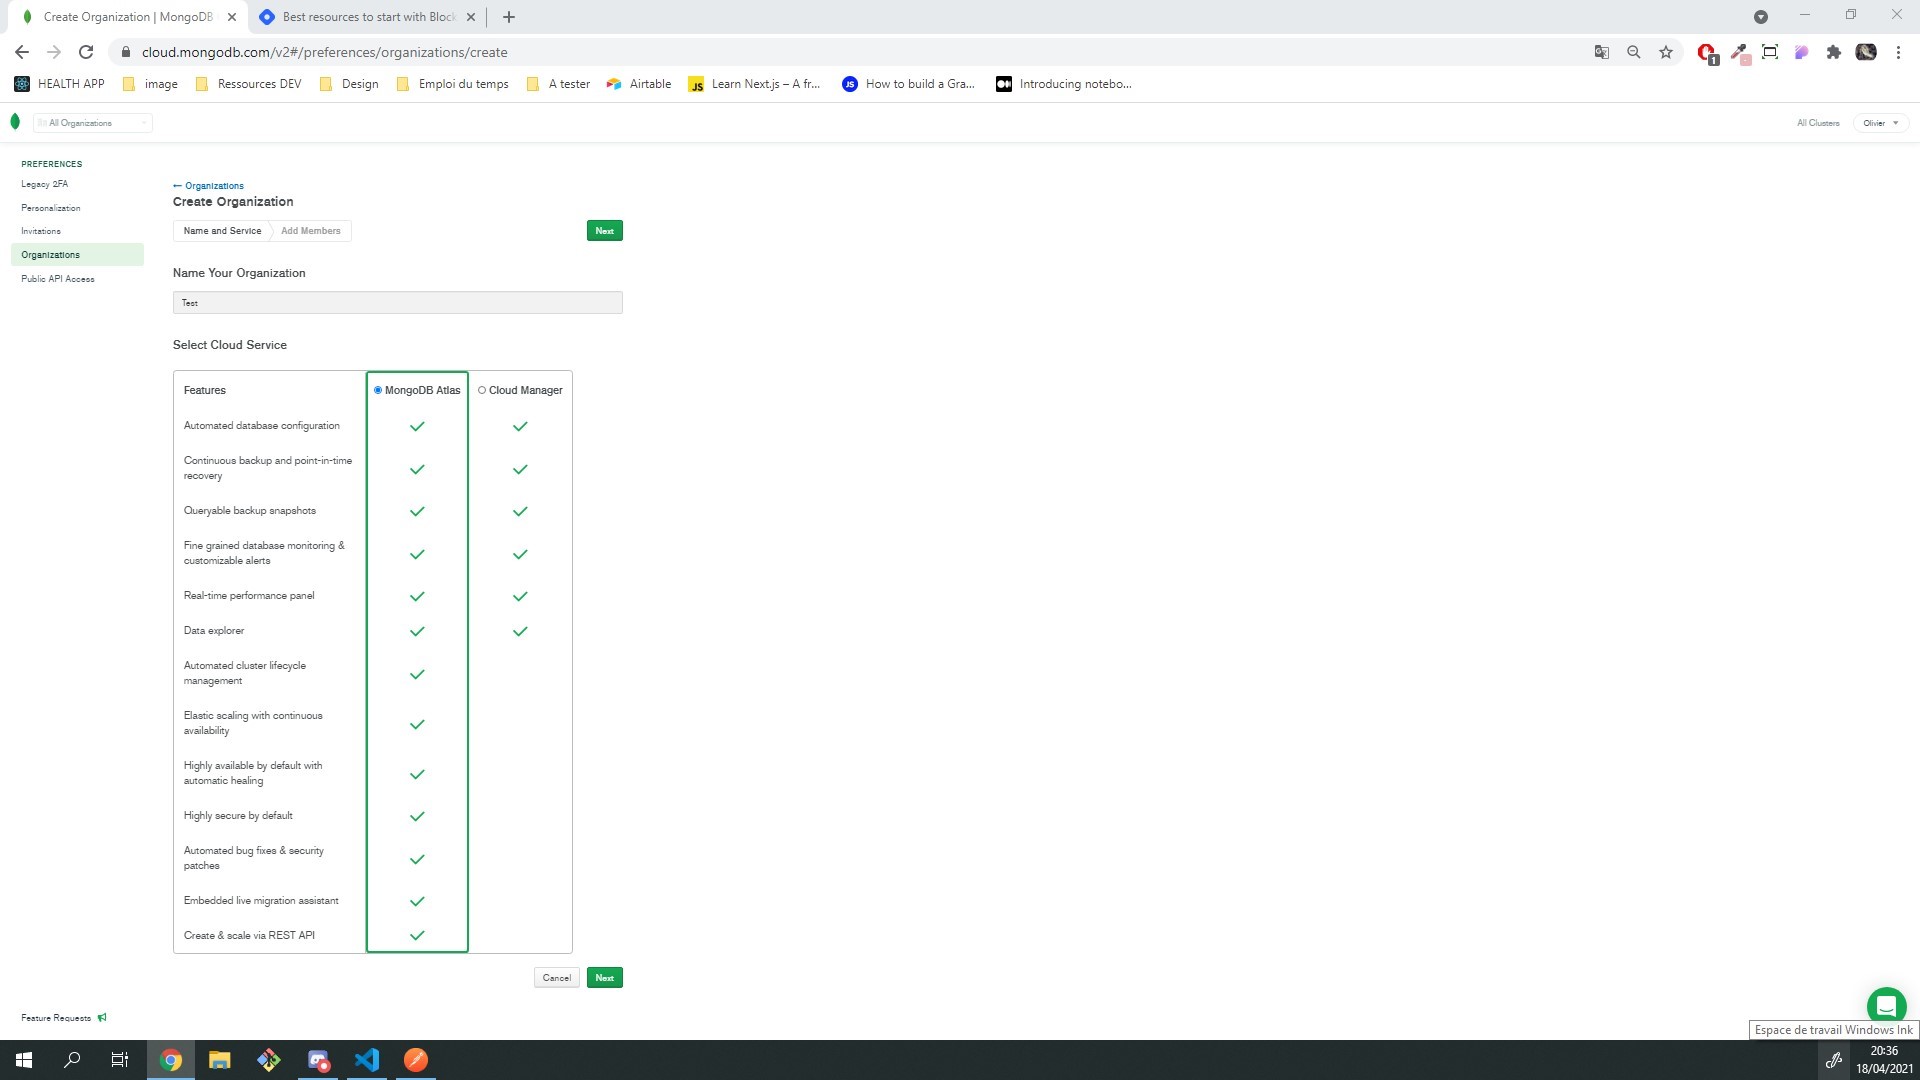 Create Organization | MongoDB
Best resources to start with Block
cloud.mongodb.com/v2#/preferences/organizations/create
1
HEALTH APP
image
Ressources DEV
Design
Emploi du temps
A tester
Airtable
JS
Learn Next.js – A fr...
JS
How to build a Gra...
Introducing notebo...
All Organizations
All Clusters
Olivier
PREFERENCES
Legacy 2FA
Personalization
Invitations
Organizations
Public API Access
← Organizations
Create Organization
Name and Service
Add Members
Next
Name Your Organization
Test
Select Cloud Service
Features
MongoDB Atlas
Cloud Manager
Automated database configuration
Continuous backup and point-in-time
recovery
Queryable backup snapshots
Fine grained database monitoring &
customizable alerts
Real-time performance panel
Data explorer
Automated cluster lifecycle
management
Elastic scaling with continuous
availability
Highly available by default with
automatic healing
Highly secure by default
Automated bug fixes & security
patches
Embedded live migration assistant
Create & scale via REST API
Cancel
Next
Feature Requests
Espace de travail Windows Ink
20:36
18/04/2021